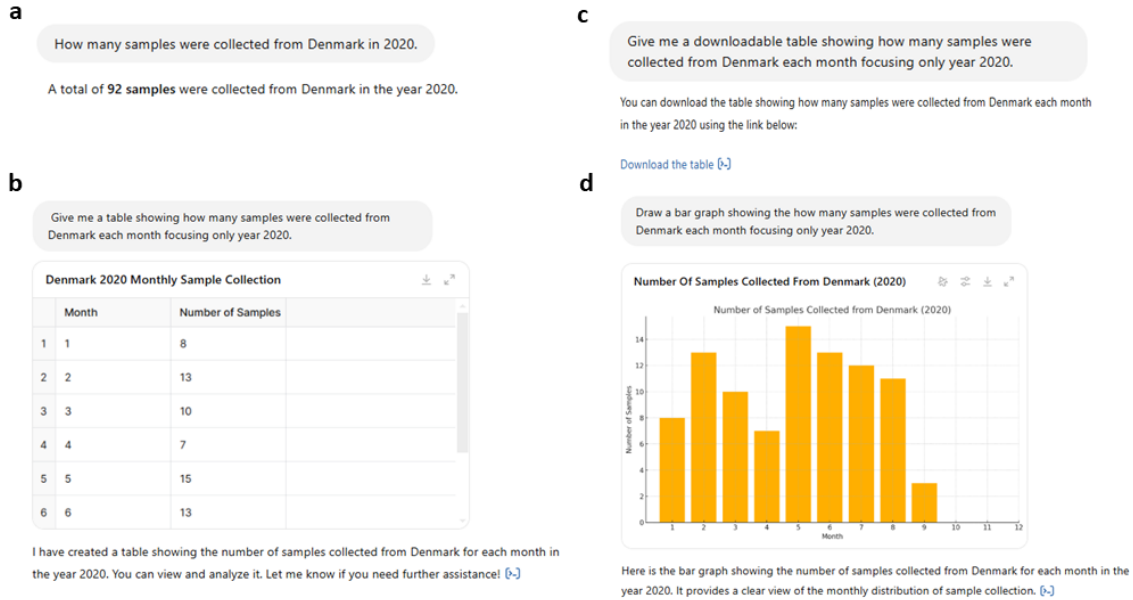 a
How many samples were collected from Denmark in 2020.
A total of 92 samples were collected from Denmark in the year 2020.
b
Give me a table showing how many samples were collected from
Denmark each month focusing only year 2020.
Denmark 2020 Monthly Sample Collection
Month Number of Samples
1 1 8
2 2 13
3 3 10
4 4 7
5 5 15
6 6 13
I have created a table showing the number of samples collected from Denmark for each month in
the year 2020. You can view and analyze it. Let me know if you need further assistance! [>-]
c
Give me a downloadable table showing how many samples were
collected from Denmark each month focusing only year 2020.
You can download the table showing how many samples were collected from Denmark each month
in the year 2020 using the link below:
Download the table [>-]
d
Draw a bar graph showing the how many samples were collected from
Denmark each month focusing only year 2020.
Number Of Samples Collected From Denmark (2020)
Number of Samples Collected from Denmark (2020)
Number of Samples
14
12
10
8
6
4
2
0
1 2 3 4 5 6 7 8 9 10 11 12
Month
Here is the bar graph showing the number of samples collected from Denmark for each month in the
year 2020. It provides a clear view of the monthly distribution of sample collection. [>-]